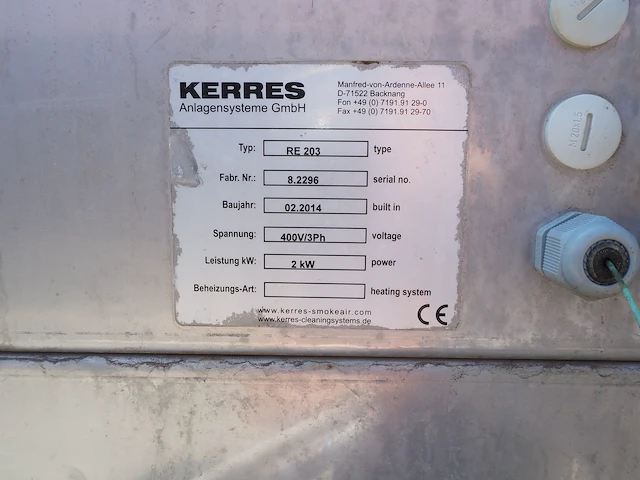 KERRES
Anlagensysteme GmbH
Manfred-von-Ardenne-Allee 11
D-71522 Backnang
Fon +49 (0) 7191.91 29-0
Fax +49 (0) 7191.91 29-70
Typ: RE 203 type
Fabr. Nr.: 8.2296 serial no.
Baujahr: 02.2014 built in
Spannung: 400V/3Ph voltage
Leistung kW: 2 kW power
Beheizungs-Art: heating system
www.kerres-smokeair.com
www.kerres-cleaningsystems.de
CE
M 20x1,5